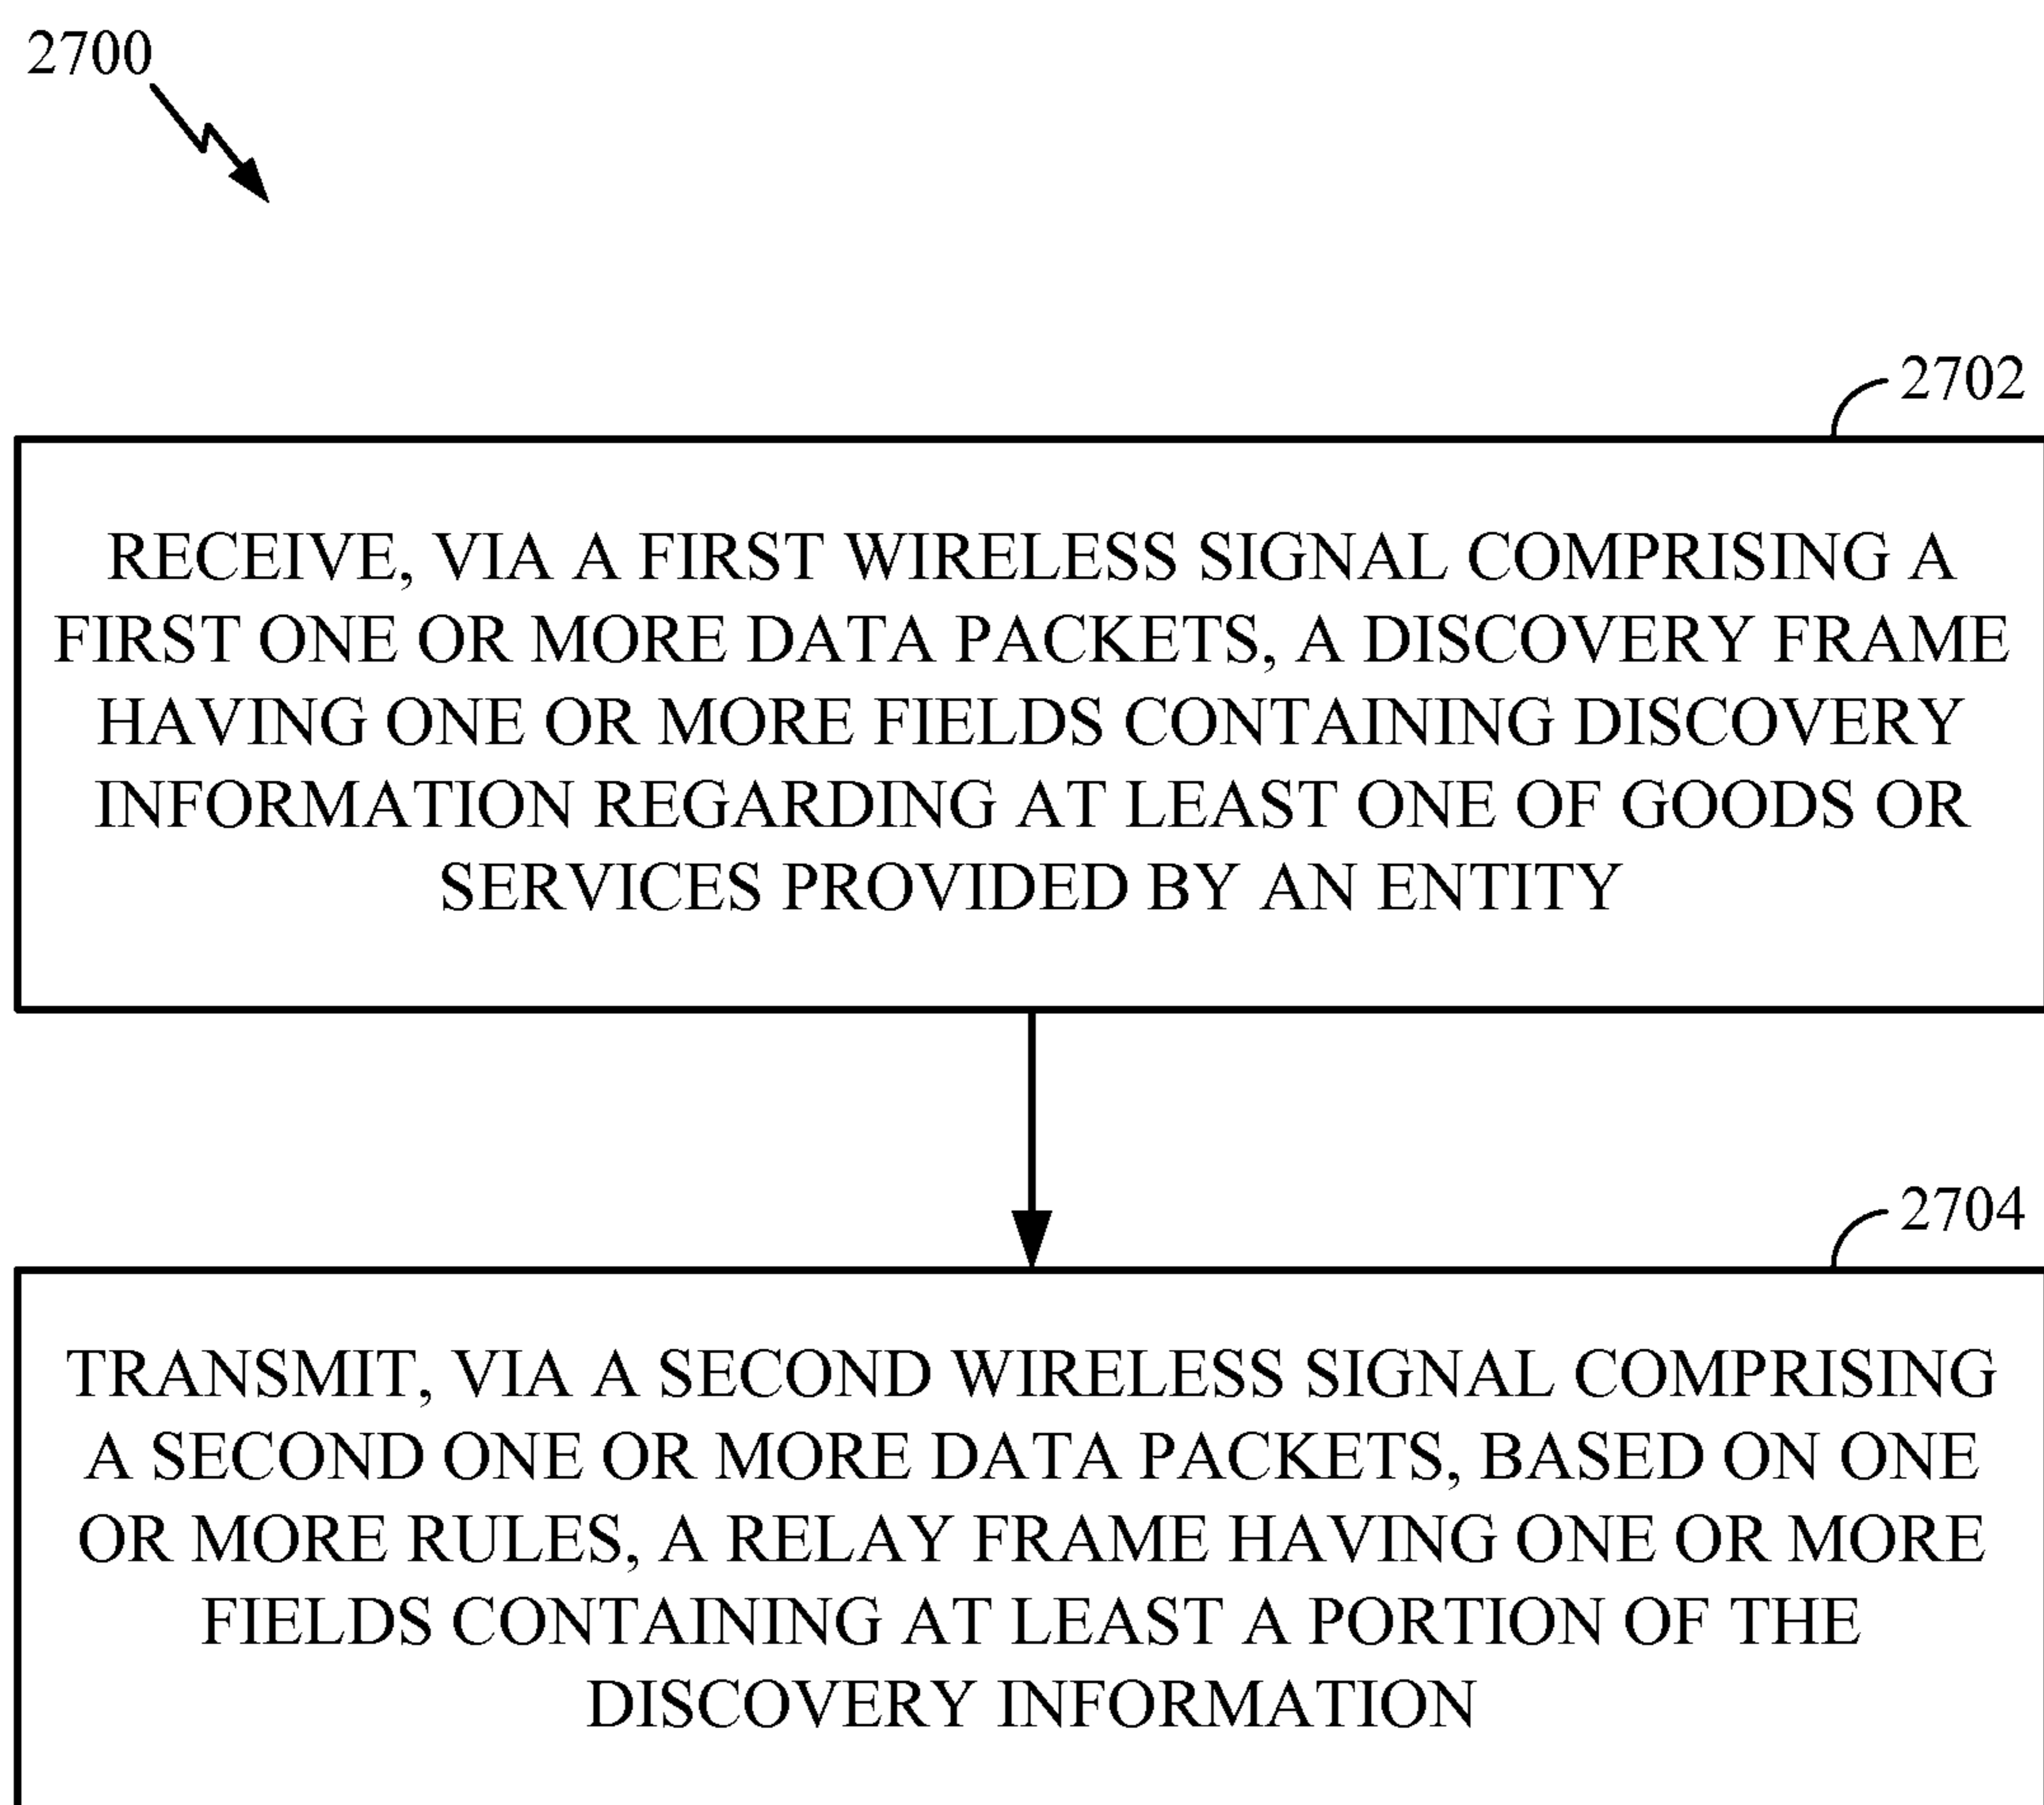 2700
2702
RECEIVE, VIA A FIRST WIRELESS SIGNAL COMPRISING A
FIRST ONE OR MORE DATA PACKETS, A DISCOVERY FRAME
HAVING ONE OR MORE FIELDS CONTAINING DISCOVERY
INFORMATION REGARDING AT LEAST ONE OF GOODS OR
SERVICES PROVIDED BY AN ENTITY
2704
TRANSMIT, VIA A SECOND WIRELESS SIGNAL COMPRISING
A SECOND ONE OR MORE DATA PACKETS, BASED ON ONE
OR MORE RULES, A RELAY FRAME HAVING ONE OR MORE
FIELDS CONTAINING AT LEAST A PORTION OF THE
DISCOVERY INFORMATION